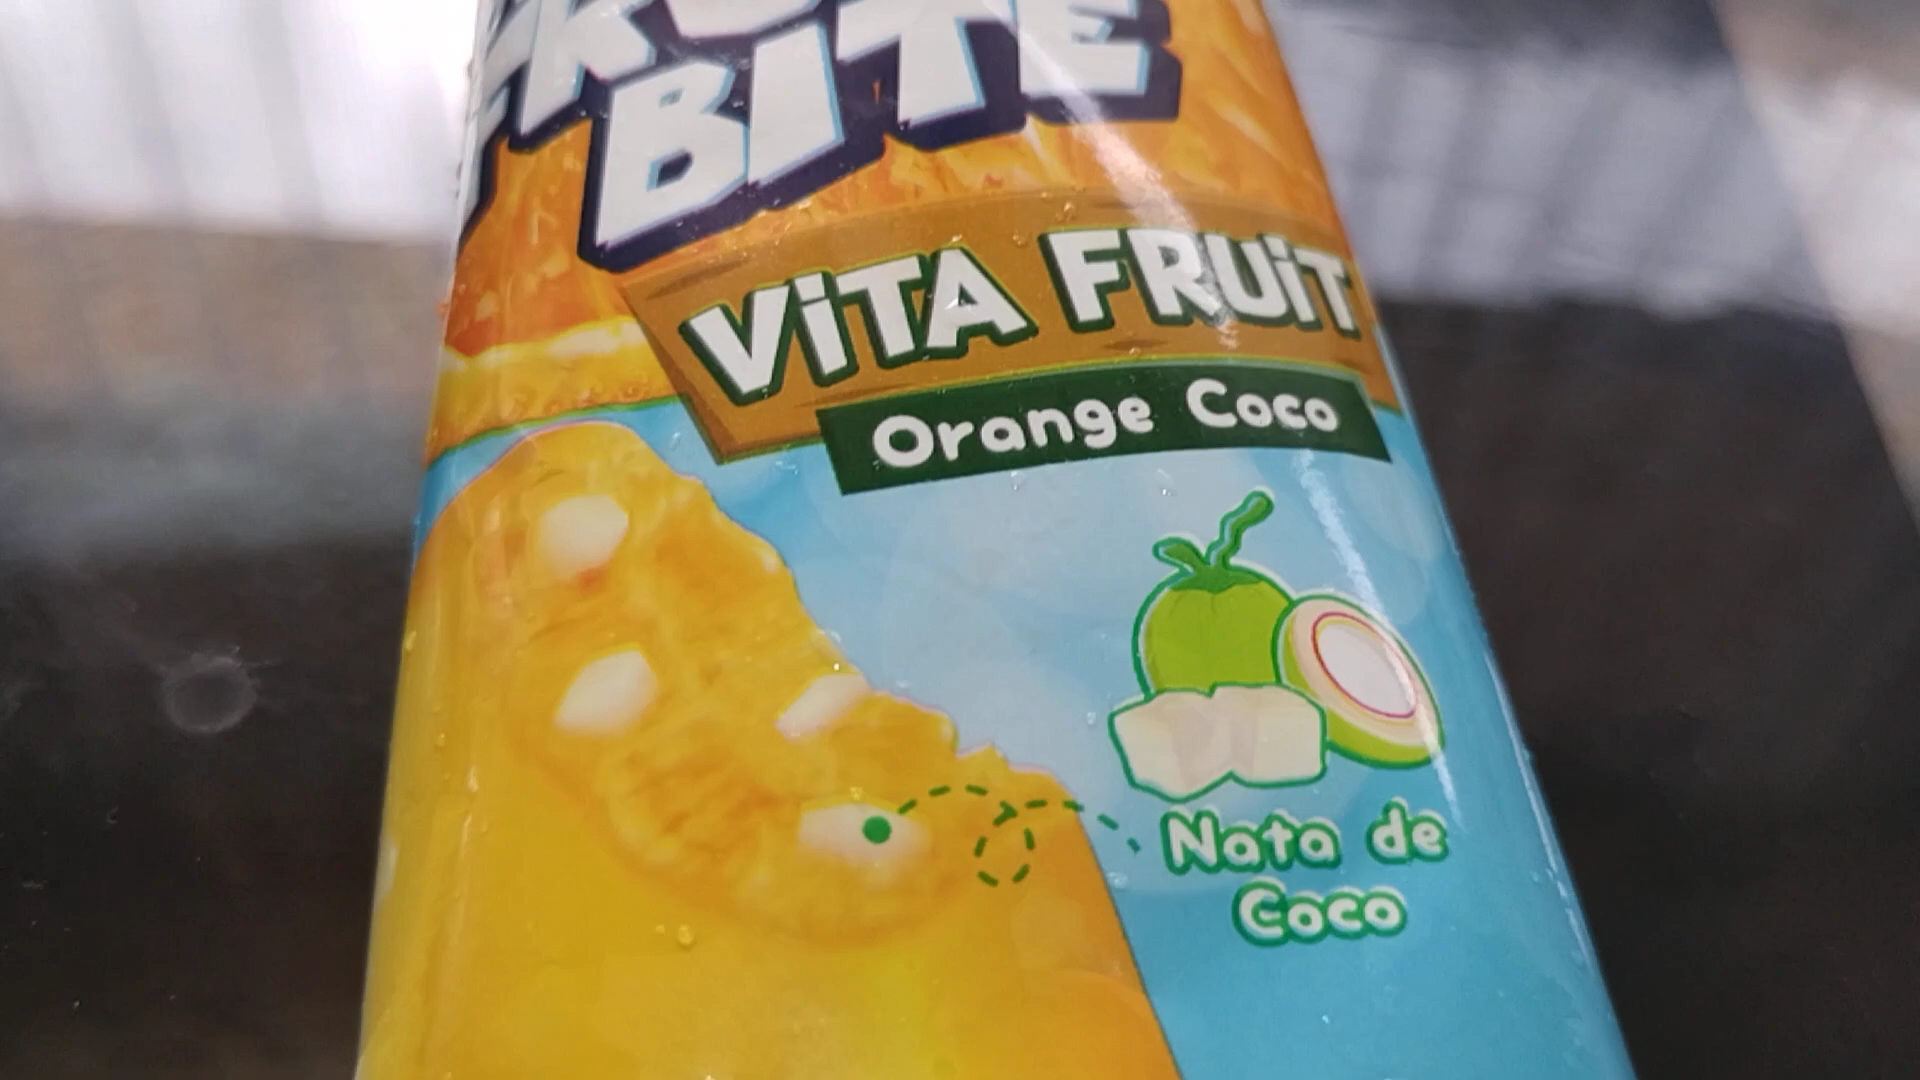 BITE
VITA FRUIT
Orange Coco
Nata de
Coco